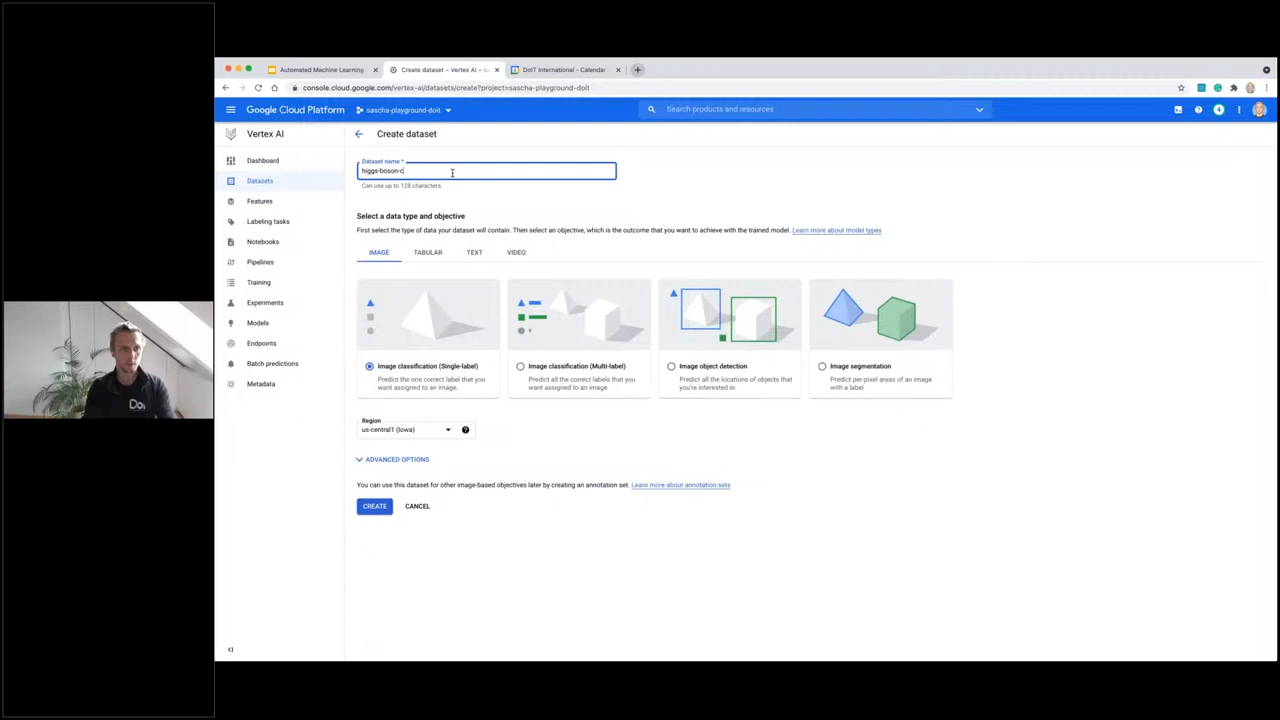 Automated Machine Learning
Create dataset – Vertex AI – s
DoiT International - Calendar
console.cloud.google.com/vertex-ai/datasets/create?project=sascha-playground-doit
Google Cloud Platform
sascha-playground-doit
Search products and resources
4
Vertex AI
Create dataset
Dashboard
Datasets
Features
Labeling tasks
Notebooks
Pipelines
Training
Experiments
Models
Endpoints
Batch predictions
Metadata
Dataset name *
higgs-boson-c
Can use up to 128 characters.
Select a data type and objective
First select the type of data your dataset will contain. Then select an objective, which is the outcome that you want to achieve with the trained model. Learn more about model types
IMAGE TABULAR TEXT VIDEO
Image classification (Single-label)
Predict the one correct label that you
want assigned to an image.
Image classification (Multi-label)
Predict all the correct labels that you
want assigned to an image.
Image object detection
Predict all the locations of objects that
you're interested in.
Image segmentation
Predict per-pixel areas of an image
with a label
Region
us-central1 (Iowa)
ADVANCED OPTIONS
You can use this dataset for other image-based objectives later by creating an annotation set. Learn more about annotation sets
CREATE CANCEL
Doi